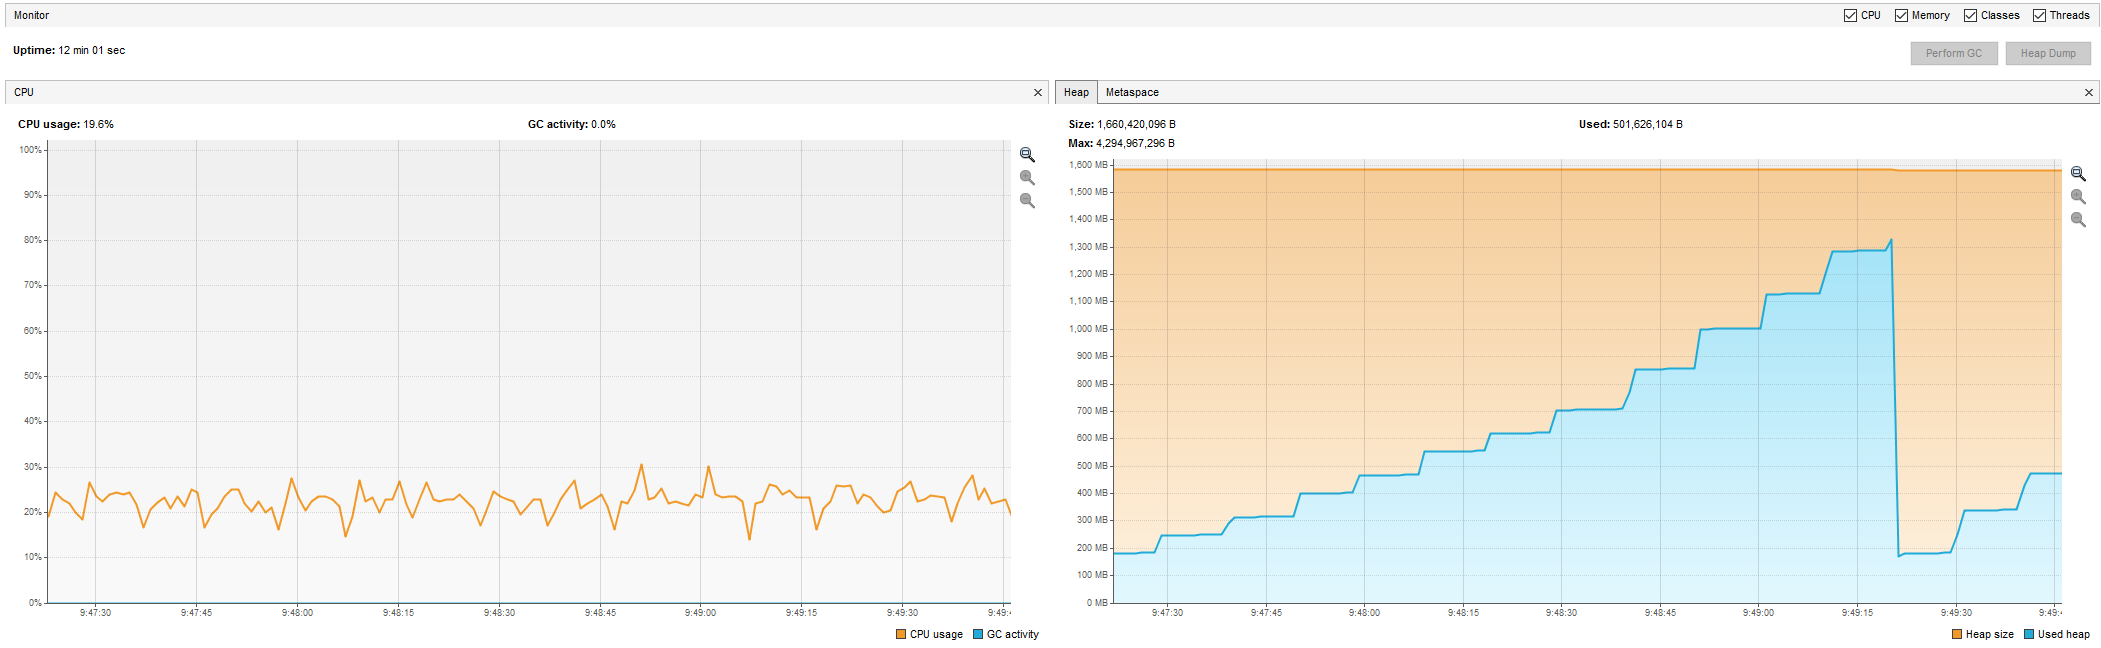 Monitor
CPU Memory Classes Threads
Uptime: 12 min 01 sec
Perform GC Heap Dump
CPU
CPU usage: 19.6% GC activity: 0.0%
100%
90%
80%
70%
60%
50%
40%
30%
20%
10%
0%
9:47:30 9:47:45 9:48:00 9:48:15 9:48:30 9:48:45 9:49:00 9:49:15 9:49:30 9:49:4
CPU usage GC activity
Heap Metaspace
Size: 1,660,420,096 B Used: 501,626,104 B
Max: 4,294,967,296 B
1,600 MB
1,500 MB
1,400 MB
1,300 MB
1,200 MB
1,100 MB
1,000 MB
900 MB
800 MB
700 MB
600 MB
500 MB
400 MB
300 MB
200 MB
100 MB
0 MB
9:47:30 9:47:45 9:48:00 9:48:15 9:48:30 9:48:45 9:49:00 9:49:15 9:49:30 9:49:4
Heap size Used heap